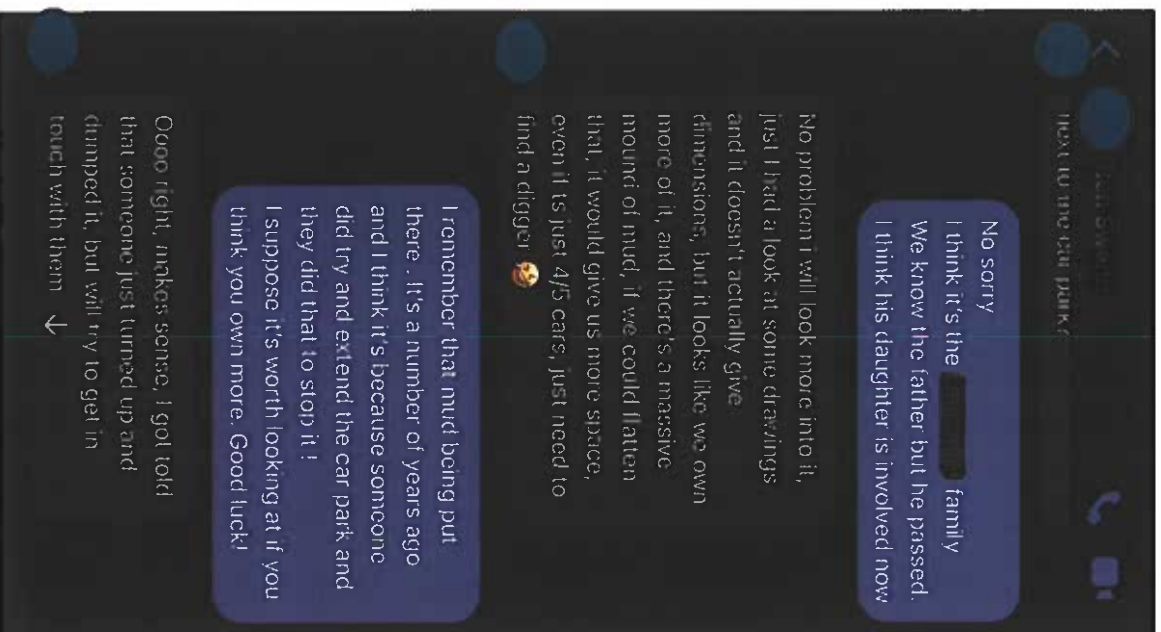 next to the car park?
No sorry
I think it's the family
We know the father but he passed.
I think his daughter is involved now
No problem i will look more into it,
just I had a look at some drawings
and it doesn't actually give
dimensions, but it looks like we own
more of it, and there's a massive
mound of mud, if we could flatten
that, it would give us more space,
even if its just 4/5 cars, just need to
find a digger 😂
I remember that mud being put
there . It's a number of years ago
and I think it's because someone
did try and extend the car park and
they did that to stop it !
I suppose it's worth looking at if you
think you own more. Good luck!
Oooo right, makes sense, I got told
that someone just turned up and
dumped it, but will try to get in
touch with them